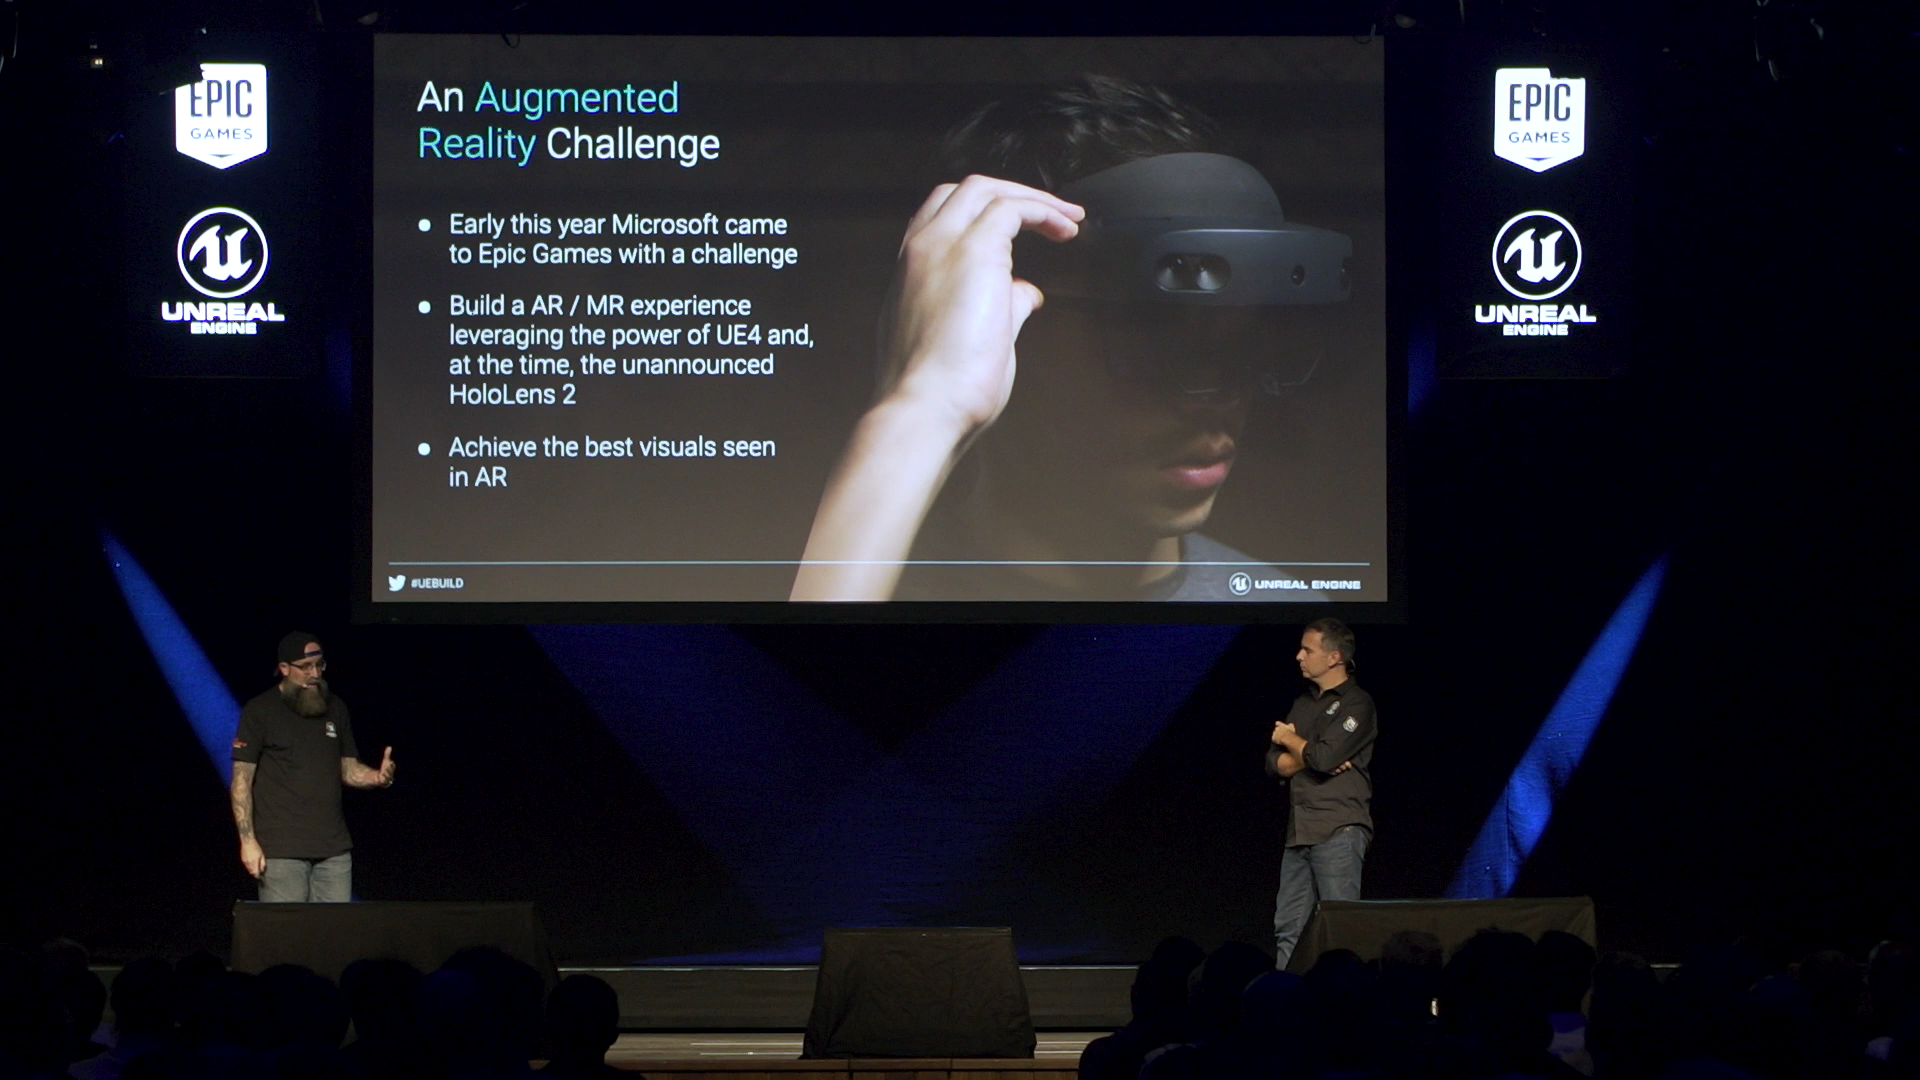 EPIC
GAMES
UNREAL
ENGINE
An Augmented
Reality Challenge
Early this year Microsoft came
to Epic Games with a challenge
Build a AR / MR experience
leveraging the power of UE4 and,
at the time, the unannounced
HoloLens 2
Achieve the best visuals seen
in AR
#UEBUILD
UNREAL ENGINE
EPIC
GAMES
UNREAL
ENGINE